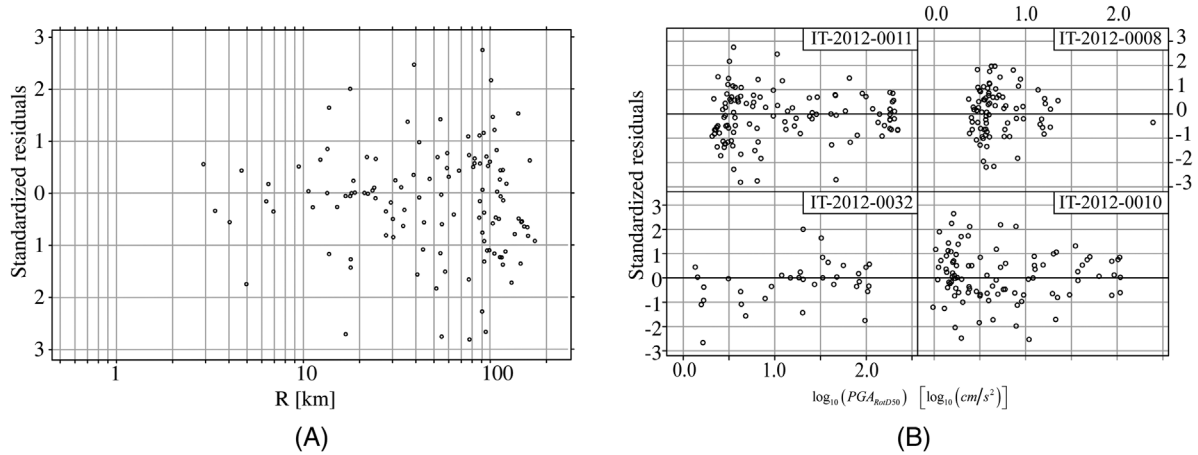 0.0 1.0 2.0
3
2
1
0
1
2
3
Standardized residuals
1 10 100
R [km]
(A)
IT-2012-0011 IT-2012-0008
3
2
1
0
-1
-2
-3
IT-2012-0032 IT-2012-0010
3
2
1
0
-1
-2
-3
Standardized residuals
0.0 1.0 2.0
log10(PGARotD50) [log10(cm/s²)]
(B)